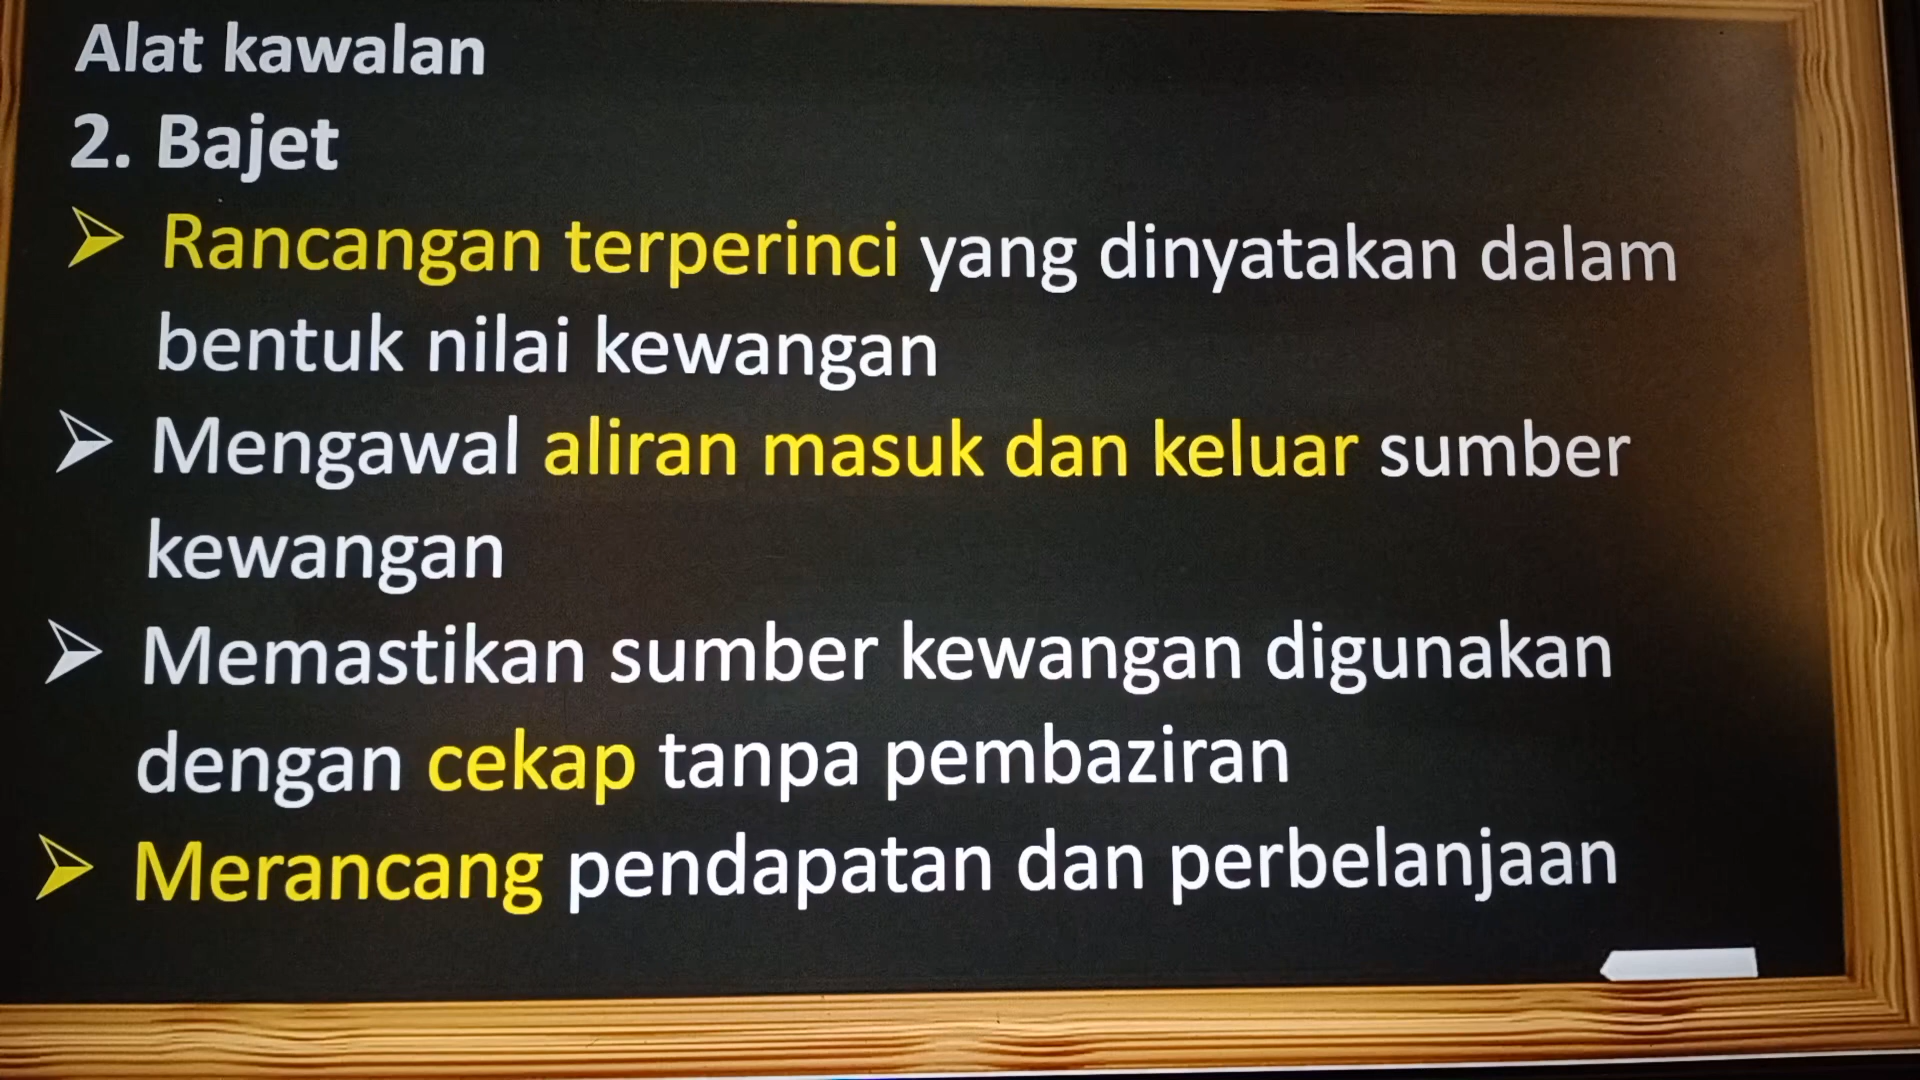 Alat kawalan
2. Bajet
➢ Rancangan terperinci yang dinyatakan dalam
bentuk nilai kewangan
➢ Mengawal aliran masuk dan keluar sumber
kewangan
➢ Memastikan sumber kewangan digunakan
dengan cekap tanpa pembaziran
➢ Merancang pendapatan dan perbelanjaan